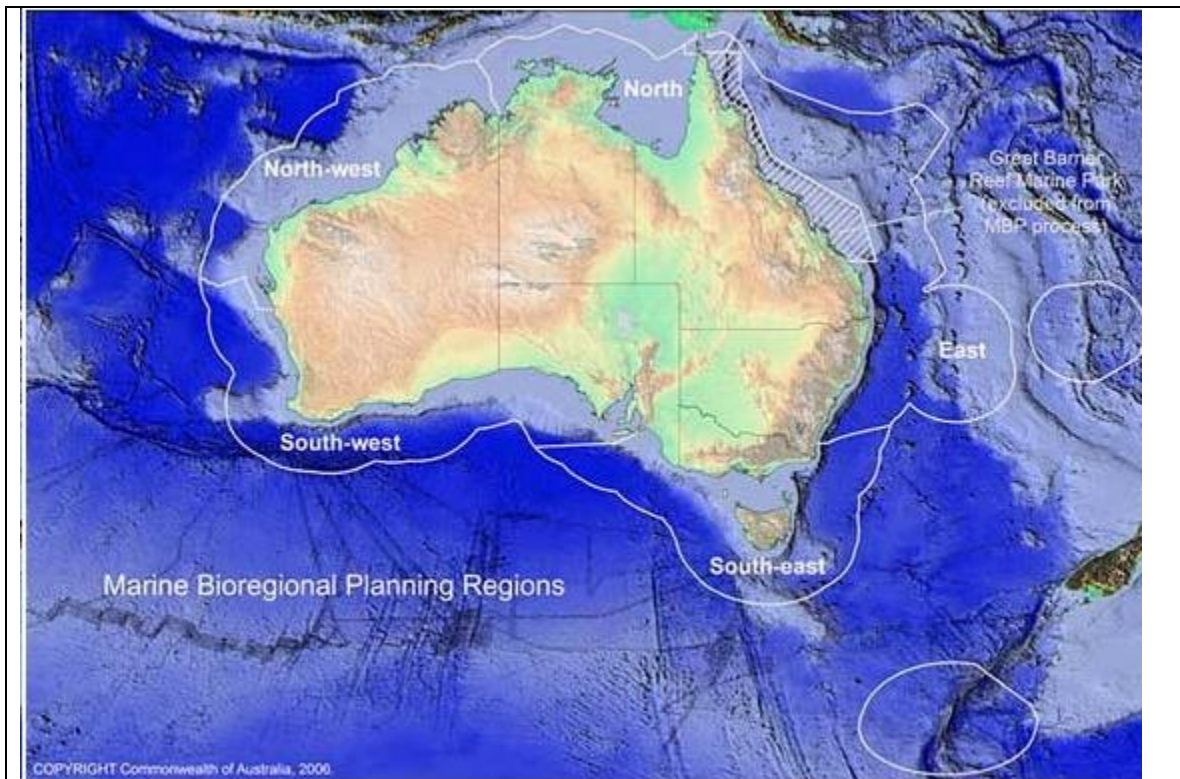 North
North-west
Great Barrier
Reef Marine Park
(excluded from
MBP process)
East
South-west
South-east
Marine Bioregional Planning Regions
COPYRIGHT Commonwealth of Australia, 2006.